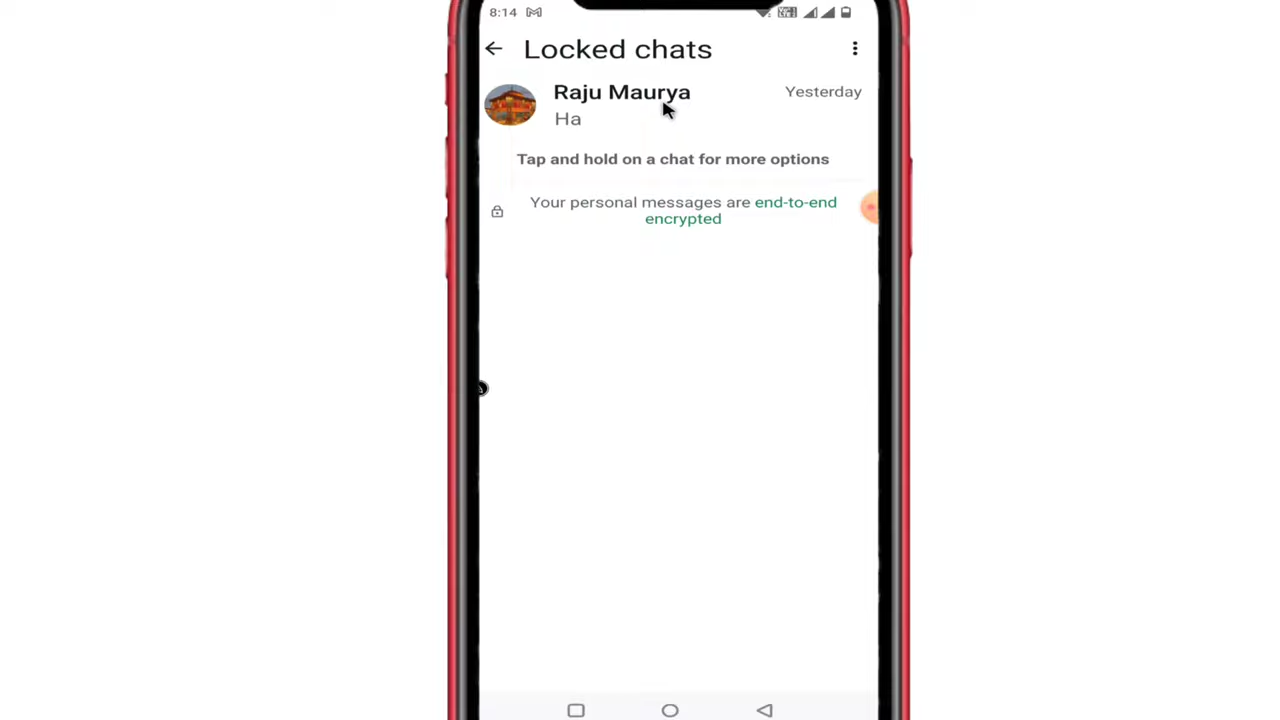 8:14
Locked chats
Raju Maurya
Yesterday
Ha
Tap and hold on a chat for more options
Your personal messages are end-to-end
encrypted